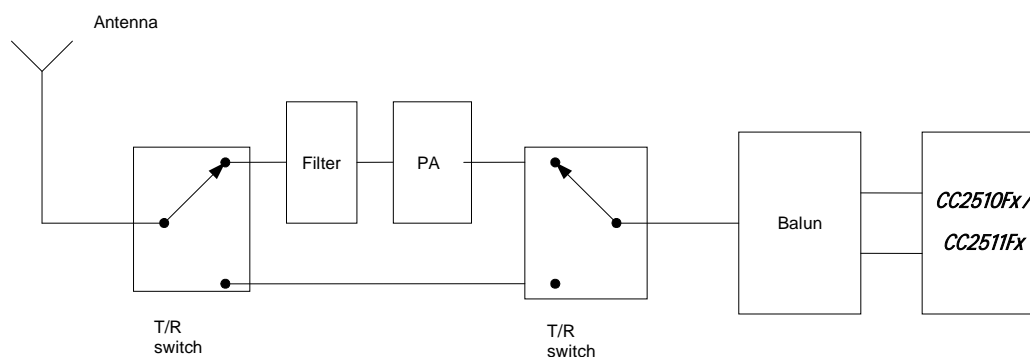 Antenna
Filter
PA
Balun
CC2510Fx /
CC2511Fx
T/R
switch
T/R
switch